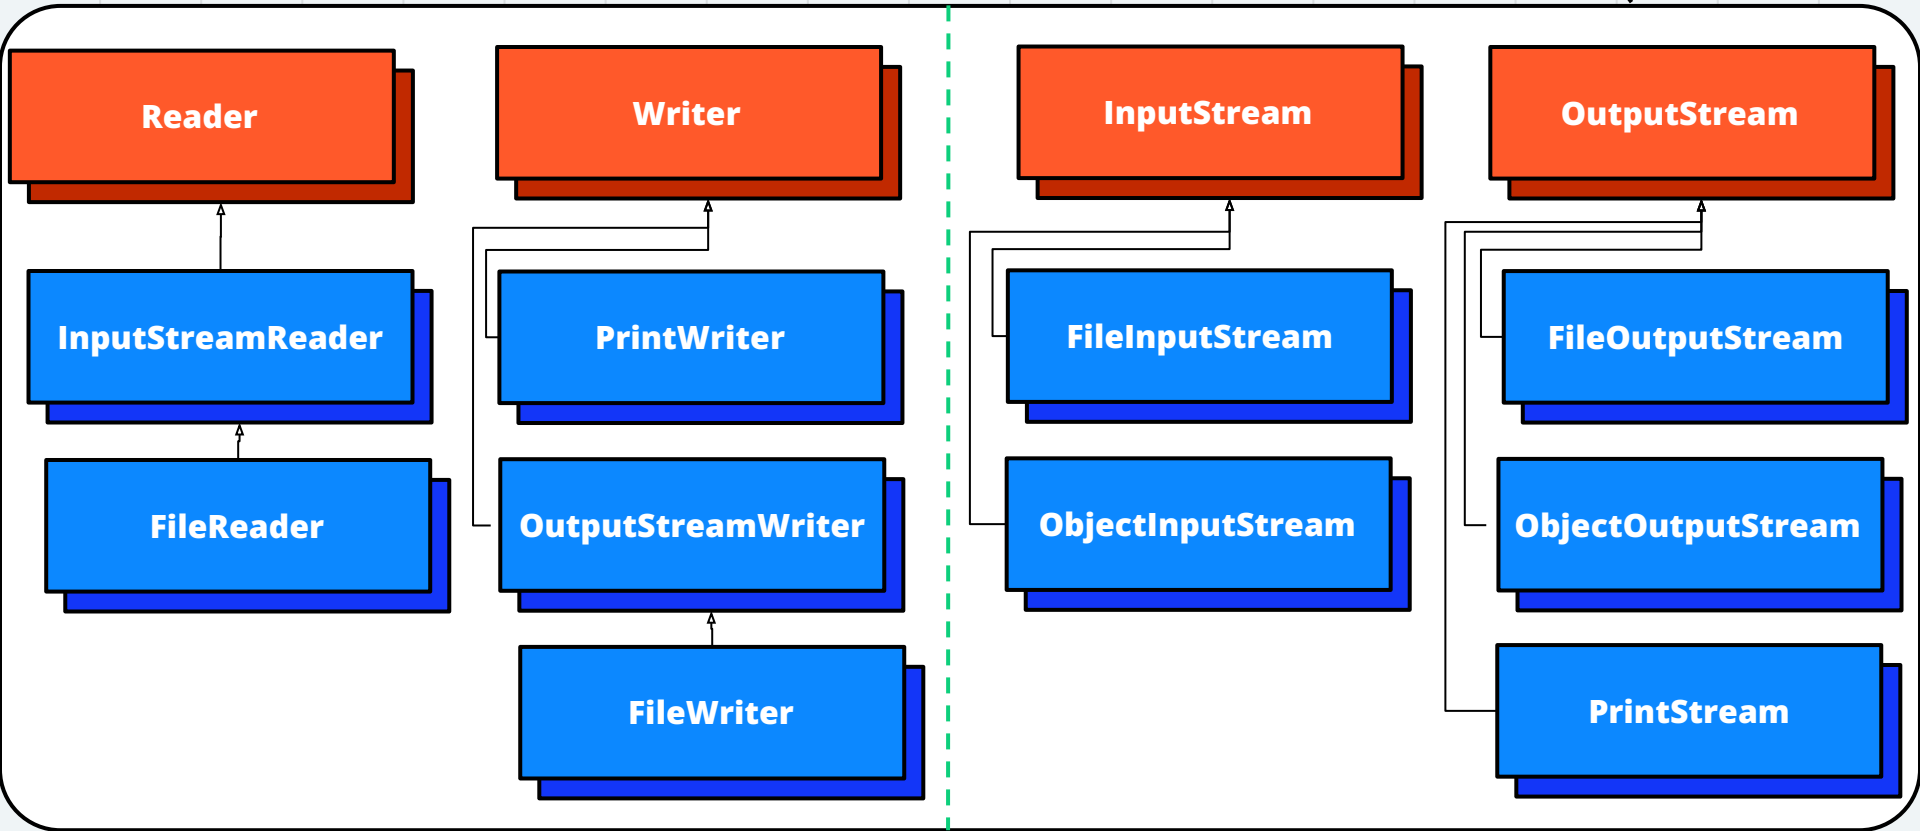 Reader
Writer
InputStream
OutputStream
InputStreamReader
PrintWriter
FileInputStream
FileOutputStream
FileReader
OutputStreamWriter
ObjectInputStream
ObjectOutputStream
FileWriter
PrintStream